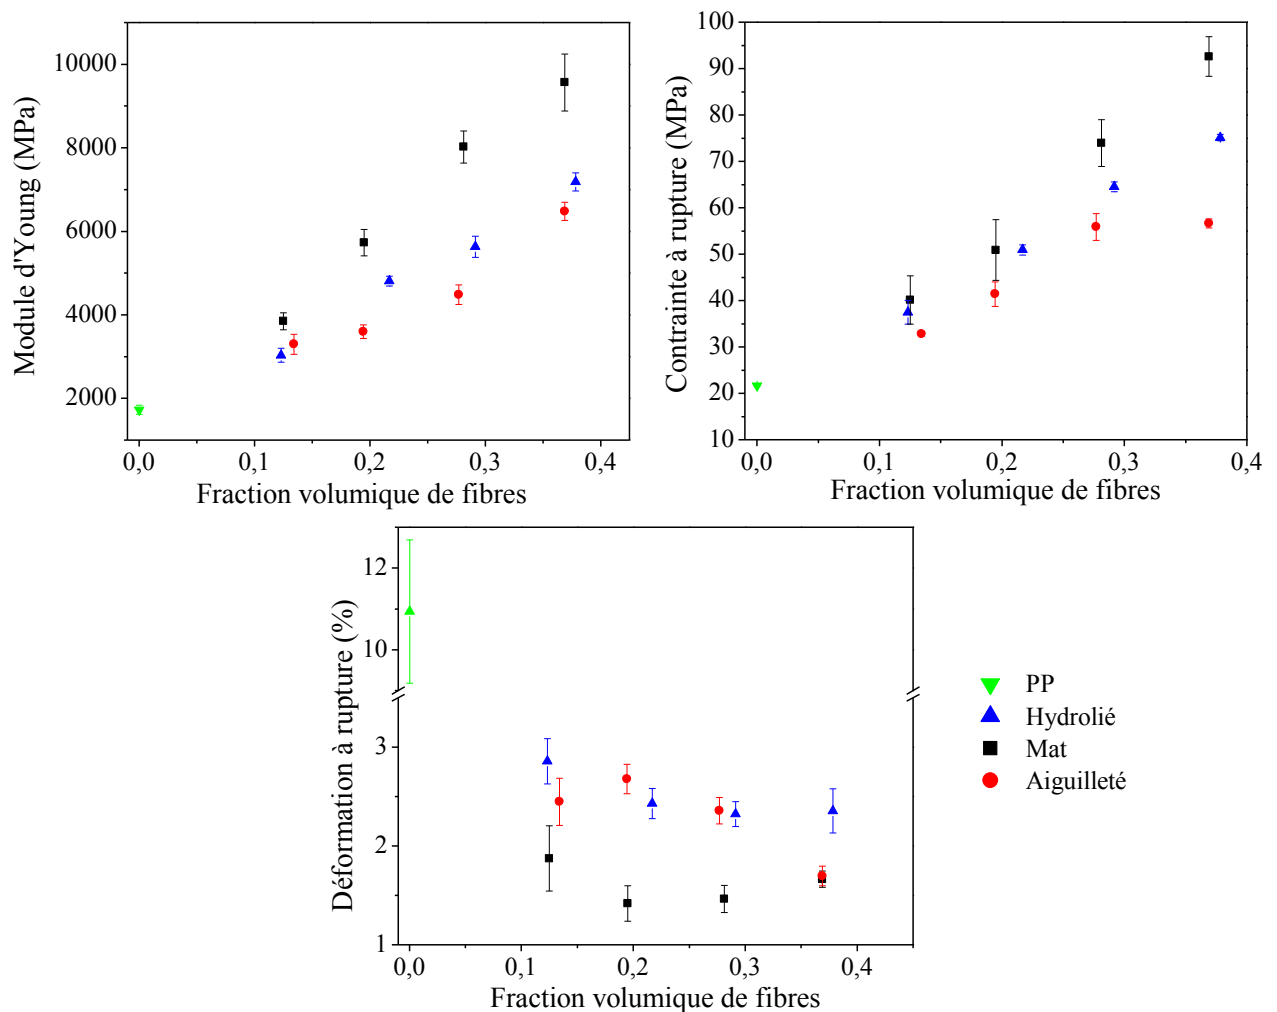 10000
8000
6000
4000
2000
Module d'Young (MPa)
0,0 0,1 0,2 0,3 0,4
Fraction volumique de fibres
100
90
80
70
60
50
40
30
20
10
Contrainte à rupture (MPa)
0,0 0,1 0,2 0,3 0,4
Fraction volumique de fibres
12
10
3
2
1
Déformation à rupture (%)
0,0 0,1 0,2 0,3 0,4
Fraction volumique de fibres
PP
Hydrolié
Mat
Aiguilleté